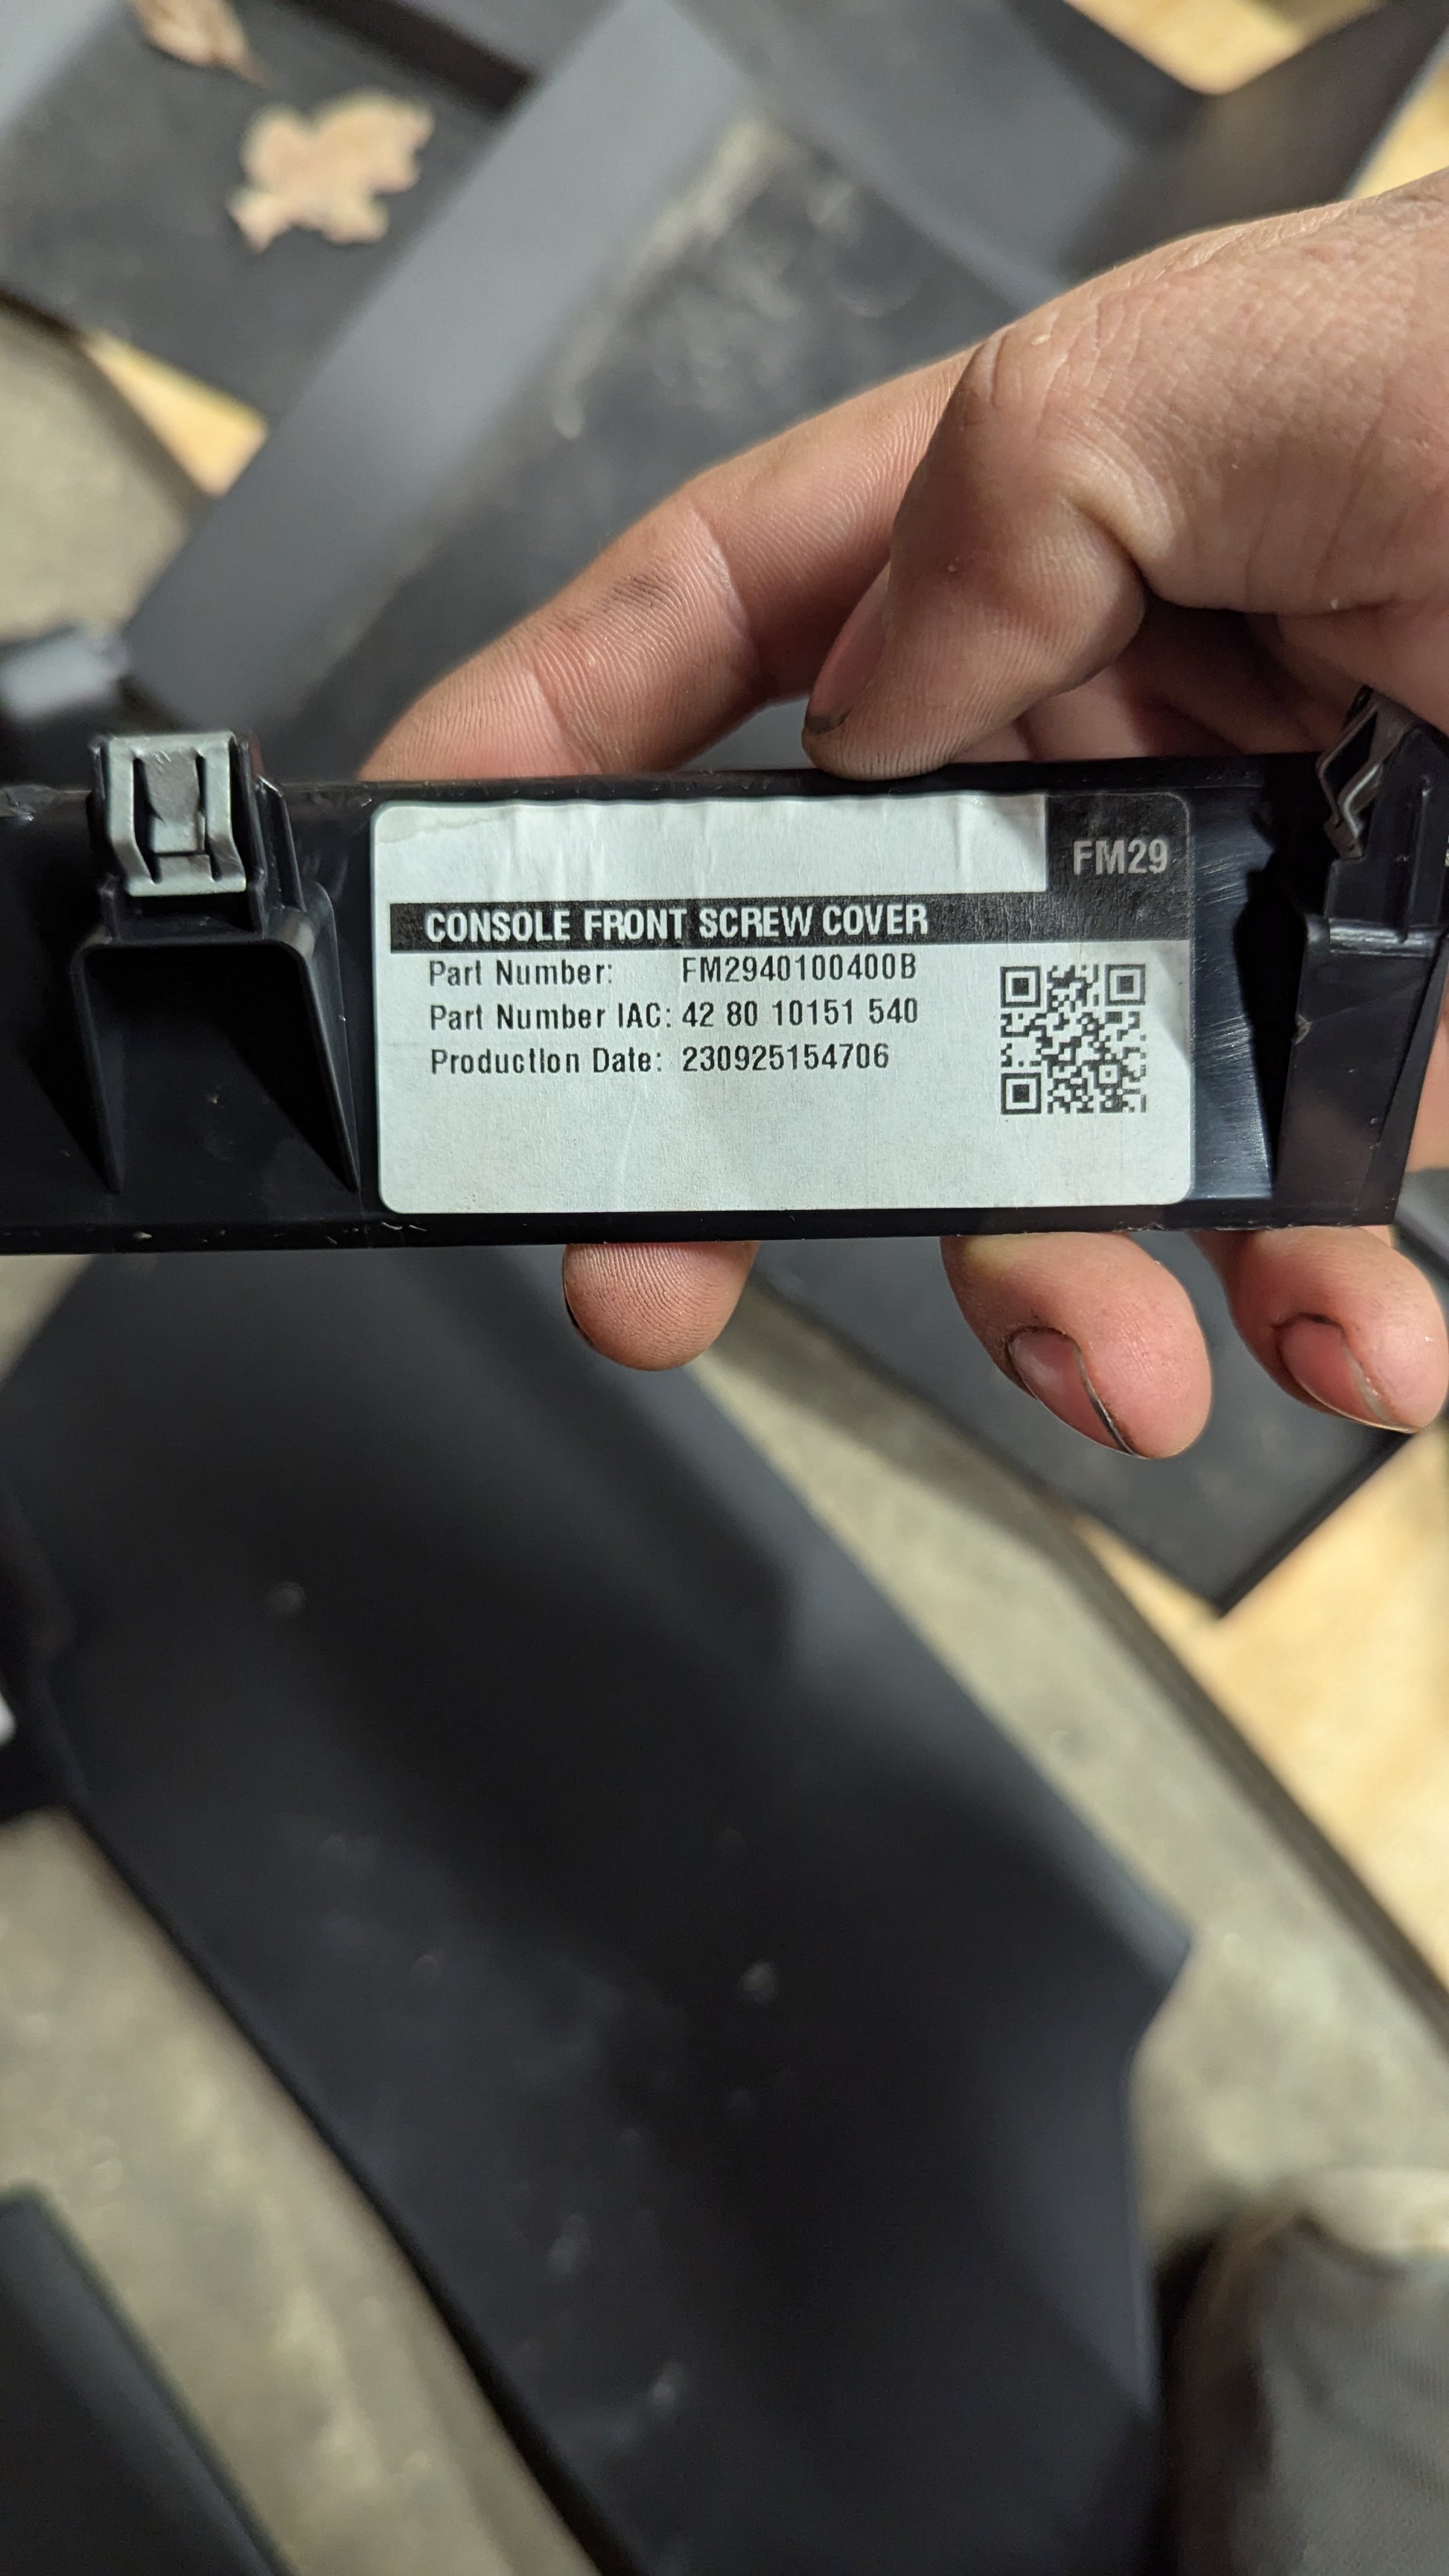 FM29
CONSOLE FRONT SCREW COVER
Part Number: FM2940100400B
Part Number IAC: 42 80 10151 540
Production Date: 230925154706